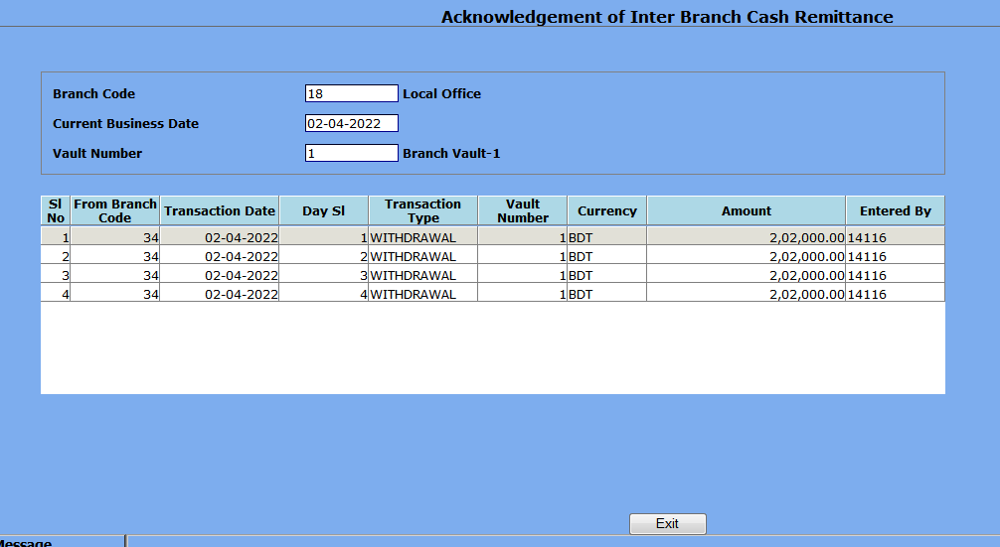 Acknowledgement of Inter Branch Cash Remittance
Branch Code 18 Local Office
Current Business Date 02-04-2022
Vault Number 1 Branch Vault-1
Sl No From Branch Code Transaction Date Day Sl Transaction Type Vault Number Currency Amount Entered By
1 34 02-04-2022 1 WITHDRAWAL 1 BDT 2,02,000.00 14116
2 34 02-04-2022 2 WITHDRAWAL 1 BDT 2,02,000.00 14116
3 34 02-04-2022 3 WITHDRAWAL 1 BDT 2,02,000.00 14116
4 34 02-04-2022 4 WITHDRAWAL 1 BDT 2,02,000.00 14116
Exit
Message